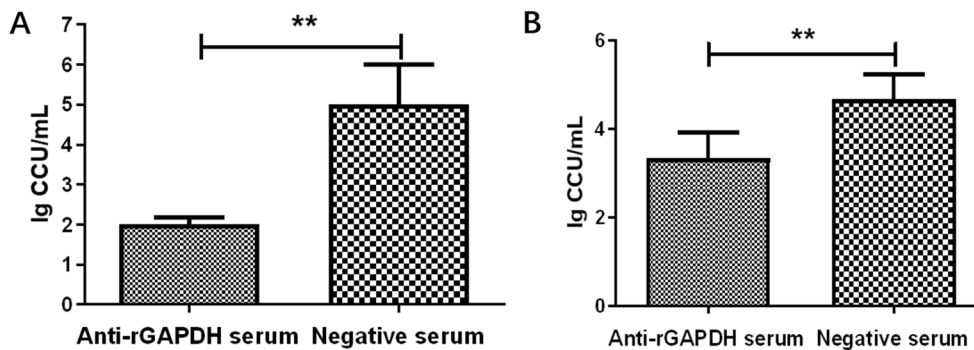 A
**
7
6
5
4
3
2
1
0
lg CCU/mL
Anti-rGAPDH serum
Negative serum
B
**
6
4
2
0
lg CCU/mL
Anti-rGAPDH serum
Negative serum